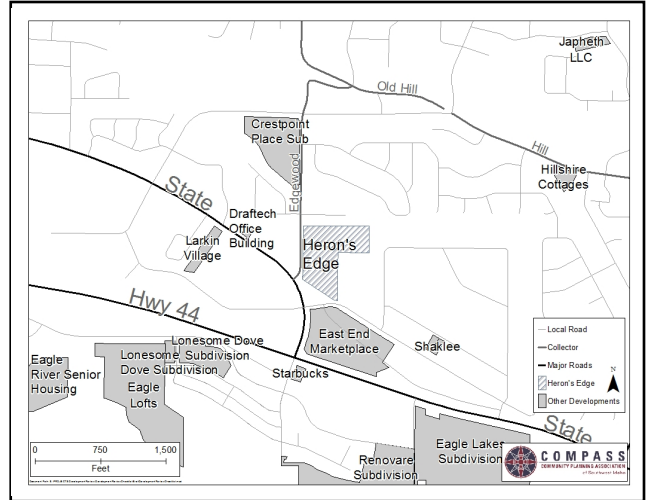 Japheth
LLC
Old Hill
Crestpoint
Place Sub
Hill
Hillshire
Cottages
Edgewood
State
Draftech
Office
Building
Larkin
Village
Heron's
Edge
Hwy 44
East End
Marketplace
Shaklee
Lonesome Dove
Subdivision
Lonesome
Dove Subdivision
Eagle
River Senior
Housing
Eagle
Lofts
Starbucks
Local Road
Collector
Major Roads
Heron's Edge
Other Developments
N
State
Eagle Lakes
Subdivision
Renovare
Subdivision
0 750 1,500
Feet
COMPASS
COMMUNITY PLANNING ASSOCIATION
of Southwest Idaho